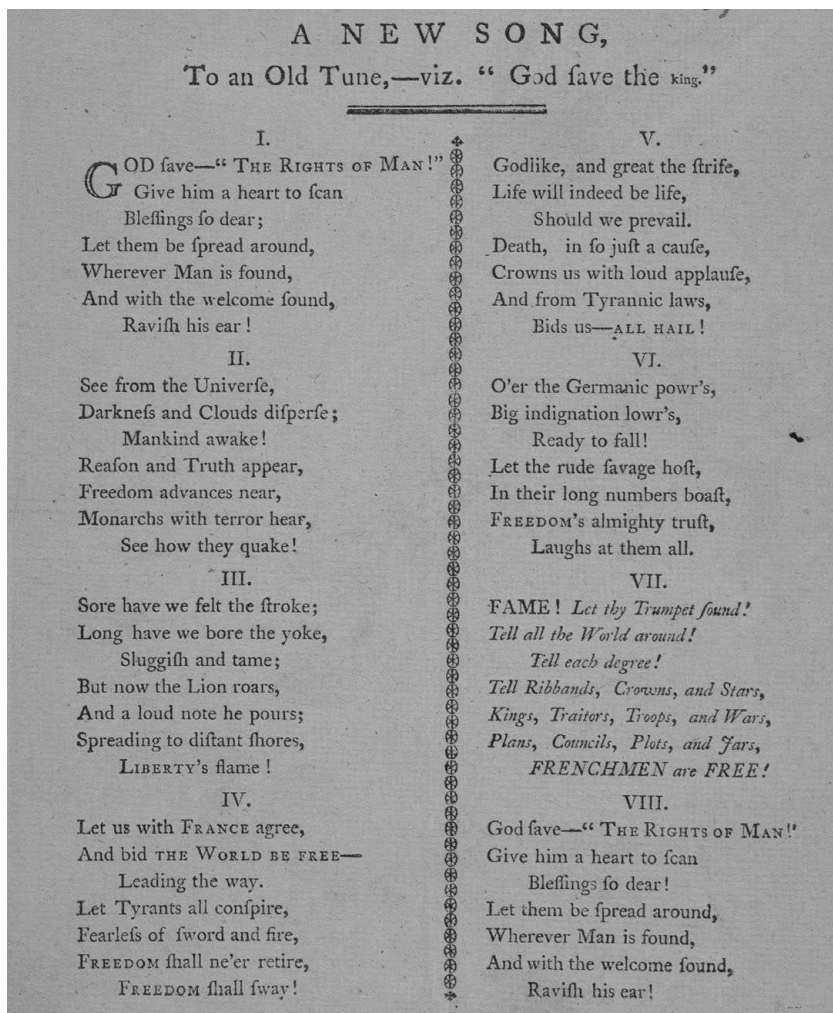 A NEW SONG,
To an Old Tune,—viz. “ God ſave the king.”
I.
GOD ſave—“ THE RIGHTS OF MAN!”
Give him a heart to ſcan
Bleſſings ſo dear;
Let them be ſpread around,
Wherever Man is found,
And with the welcome ſound,
Raviſh his ear!
II.
See from the Univerſe,
Darkneſs and Clouds diſperſe;
Mankind awake!
Reaſon and Truth appear,
Freedom advances near,
Monarchs with terror hear,
See how they quake!
III.
Sore have we felt the ſtroke;
Long have we bore the yoke,
Sluggiſh and tame;
But now the Lion roars,
And a loud note he pours;
Spreading to diſtant ſhores,
LIBERTY’s flame!
IV.
Let us with FRANCE agree,
And bid THE WORLD BE FREE—
Leading the way.
Let Tyrants all conſpire,
Fearleſs of ſword and fire,
FREEDOM ſhall ne’er retire,
FREEDOM ſhall ſway!
V.
Godlike, and great the ſtrife,
Life will indeed be life,
Should we prevail.
Death, in ſo juſt a cauſe,
Crowns us with loud applauſe,
And from Tyrannic laws,
Bids us—ALL HAIL!
VI.
O’er the Germanic powr’s,
Big indignation lowr’s,
Ready to fall!
Let the rude ſavage hoſt,
In their long numbers boaſt,
FREEDOM’s almighty truſt,
Laughs at them all.
VII.
FAME! Let thy Trumpet ſound!
Tell all the World around!
Tell each degree!
Tell Ribbands, Crowns, and Stars,
Kings, Traitors, Troops, and Wars,
Plans, Councils, Plots, and Jars,
FRENCHMEN are FREE!
VIII.
God ſave—“ THE RIGHTS OF MAN!’
Give him a heart to ſcan
Bleſſings ſo dear!
Let them be ſpread around,
Wherever Man is found,
And with the welcome ſound,
Raviſh his ear!